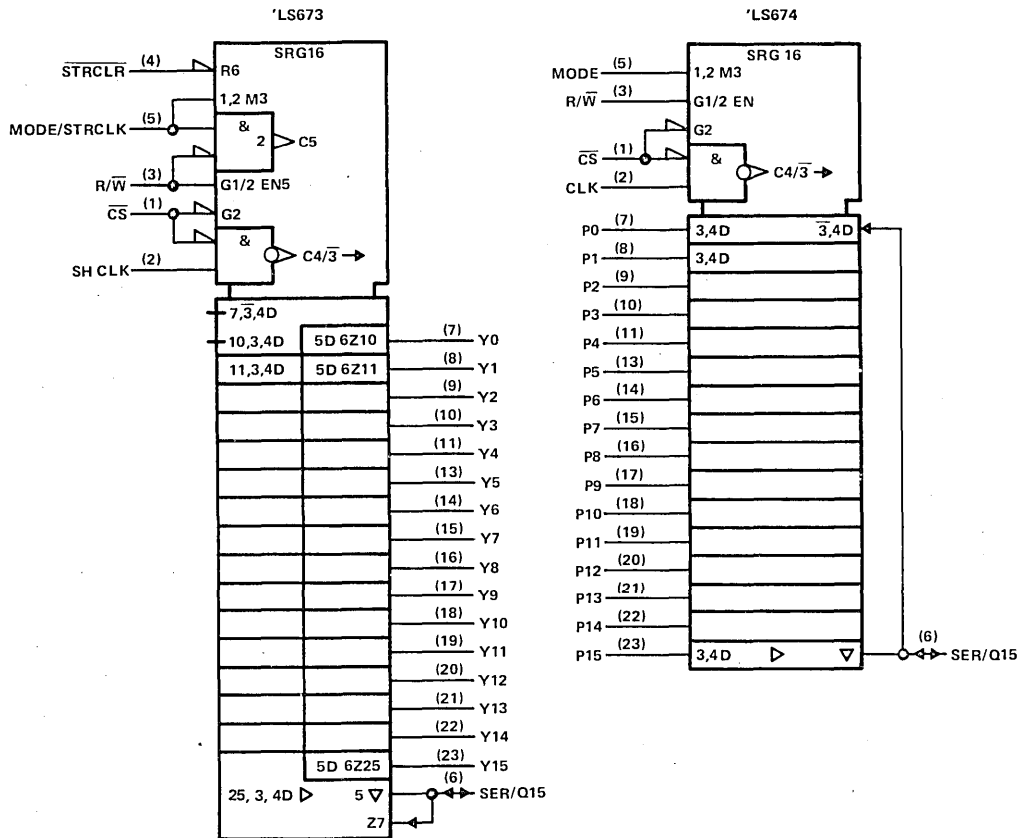 'LS673
SRG16
STRCLR (4) R6
1,2 M3
MODE/STRCLK (5) & 2 C5
R/W (3) G1/2 EN5
CS (1) G2
&
SH CLK (2) C4/3
7,3,4D
10,3,4D 5D 6Z10 (7) Y0
11,3,4D 5D 6Z11 (8) Y1
(9) Y2
(10) Y3
(11) Y4
(13) Y5
(14) Y6
(15) Y7
(16) Y8
(17) Y9
(18) Y10
(19) Y11
(20) Y12
(21) Y13
(22) Y14
5D 6Z25 (23) Y15
25, 3, 4D 5 (6) SER/Q15
Z7
'LS674
SRG 16
MODE (5) 1,2 M3
R/W (3) G1/2 EN
G2
CS (1) &
CLK (2) C4/3
P0 (7) 3,4D 3,4D
P1 (8) 3,4D
P2 (9)
P3 (10)
P4 (11)
P5 (13)
P6 (14)
P7 (15)
P8 (16)
P9 (17)
P10 (18)
P11 (19)
P12 (20)
P13 (21)
P14 (22)
P15 (23) 3,4D (6) SER/Q15